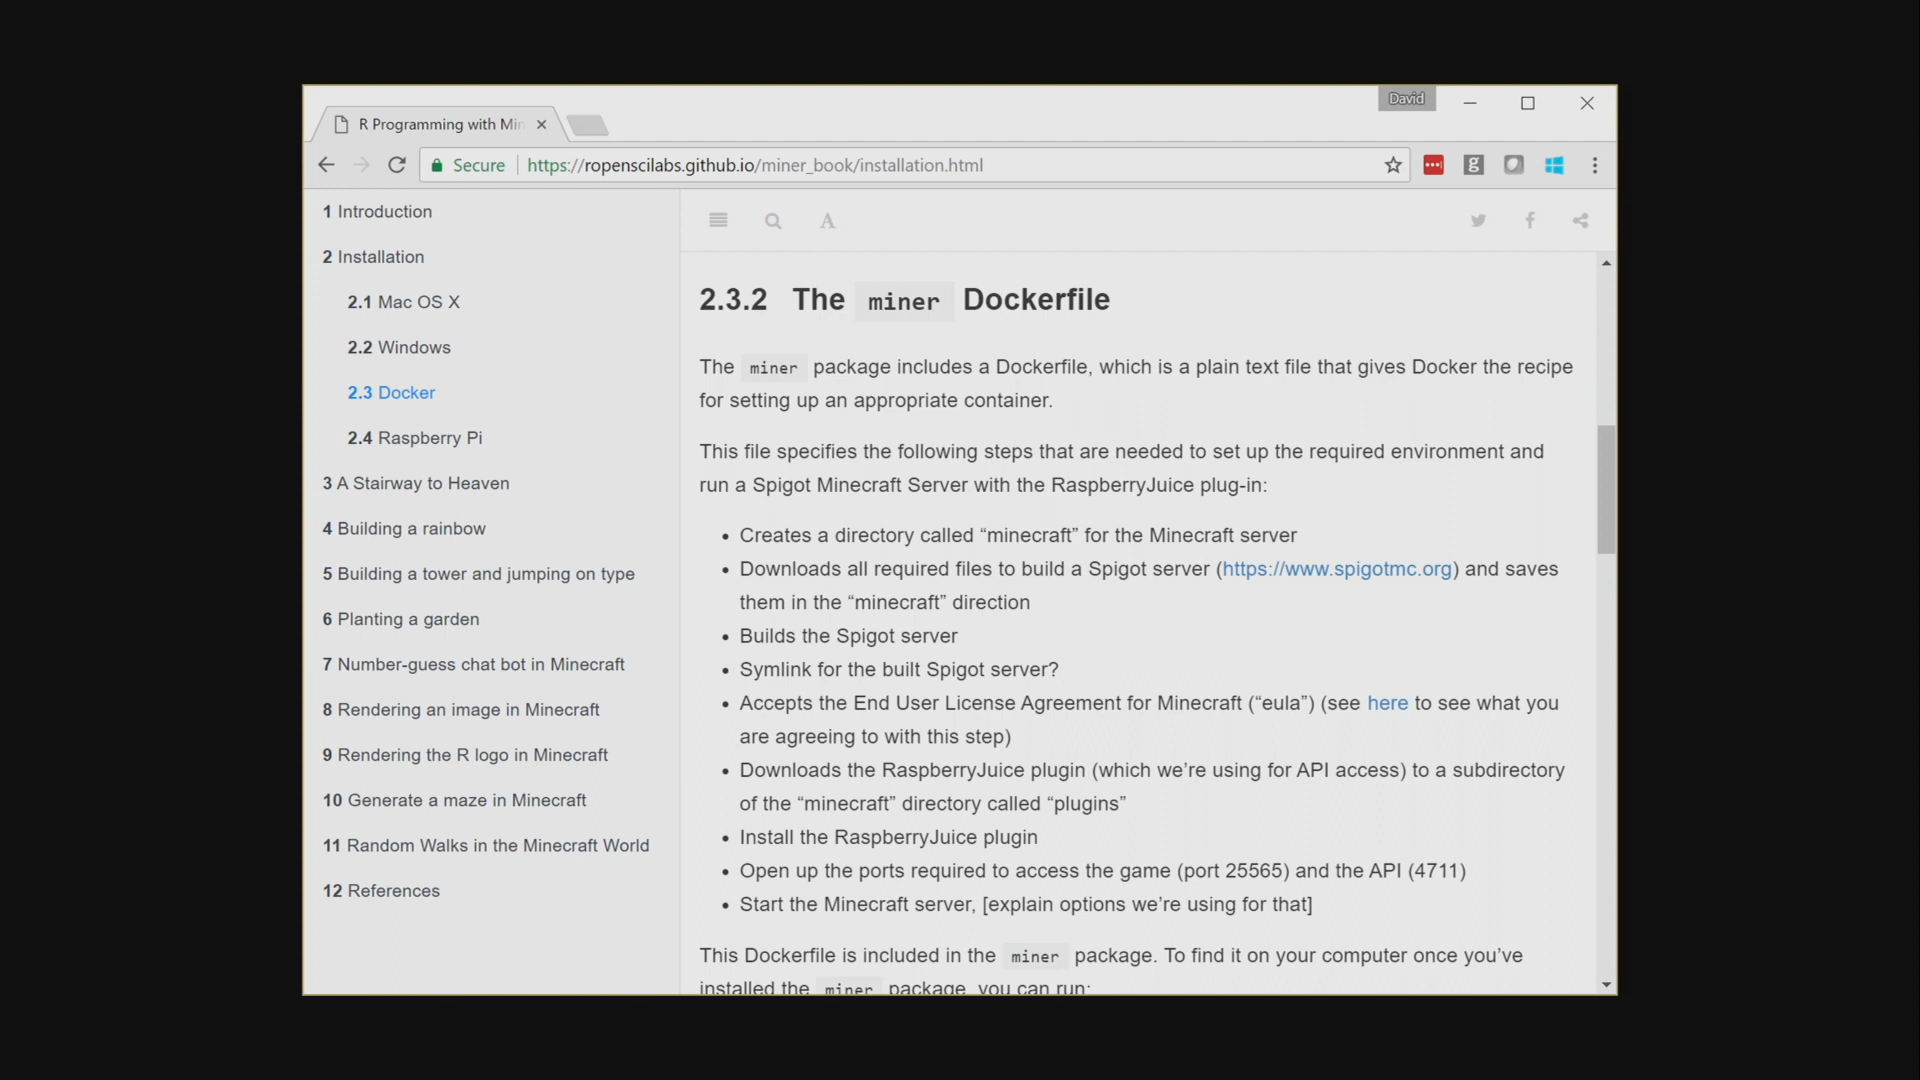 David
R Programming with Min
Secure
https://ropenscilabs.github.io/miner_book/installation.html
g
1 Introduction
2 Installation
2.1 Mac OS X
2.2 Windows
2.3 Docker
2.4 Raspberry Pi
3 A Stairway to Heaven
4 Building a rainbow
5 Building a tower and jumping on type
6 Planting a garden
7 Number-guess chat bot in Minecraft
8 Rendering an image in Minecraft
9 Rendering the R logo in Minecraft
10 Generate a maze in Minecraft
11 Random Walks in the Minecraft World
12 References
A
2.3.2 The miner Dockerfile
The miner package includes a Dockerfile, which is a plain text file that gives Docker the recipe
for setting up an appropriate container.
This file specifies the following steps that are needed to set up the required environment and
run a Spigot Minecraft Server with the RaspberryJuice plug-in:
• Creates a directory called “minecraft” for the Minecraft server
• Downloads all required files to build a Spigot server (https://www.spigotmc.org) and saves
them in the “minecraft” direction
• Builds the Spigot server
• Symlink for the built Spigot server?
• Accepts the End User License Agreement for Minecraft (“eula”) (see here to see what you
are agreeing to with this step)
• Downloads the RaspberryJuice plugin (which we’re using for API access) to a subdirectory
of the “minecraft” directory called “plugins”
• Install the RaspberryJuice plugin
• Open up the ports required to access the game (port 25565) and the API (4711)
• Start the Minecraft server, [explain options we’re using for that]
This Dockerfile is included in the miner package. To find it on your computer once you’ve
installed the miner package, you can run: